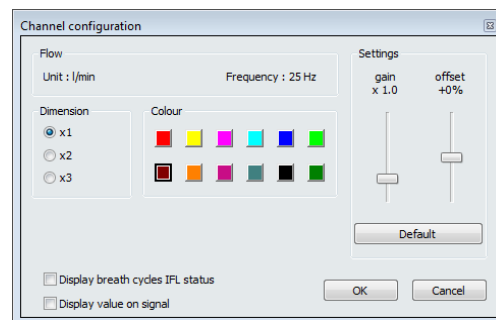 Channel configuration
Flow
Unit : l/min
Frequency : 25 Hz
Settings
gain
x 1.0
offset
+0%
Dimension
x1
x2
x3
Colour
Default
Display breath cycles IFL status
Display value on signal
OK
Cancel